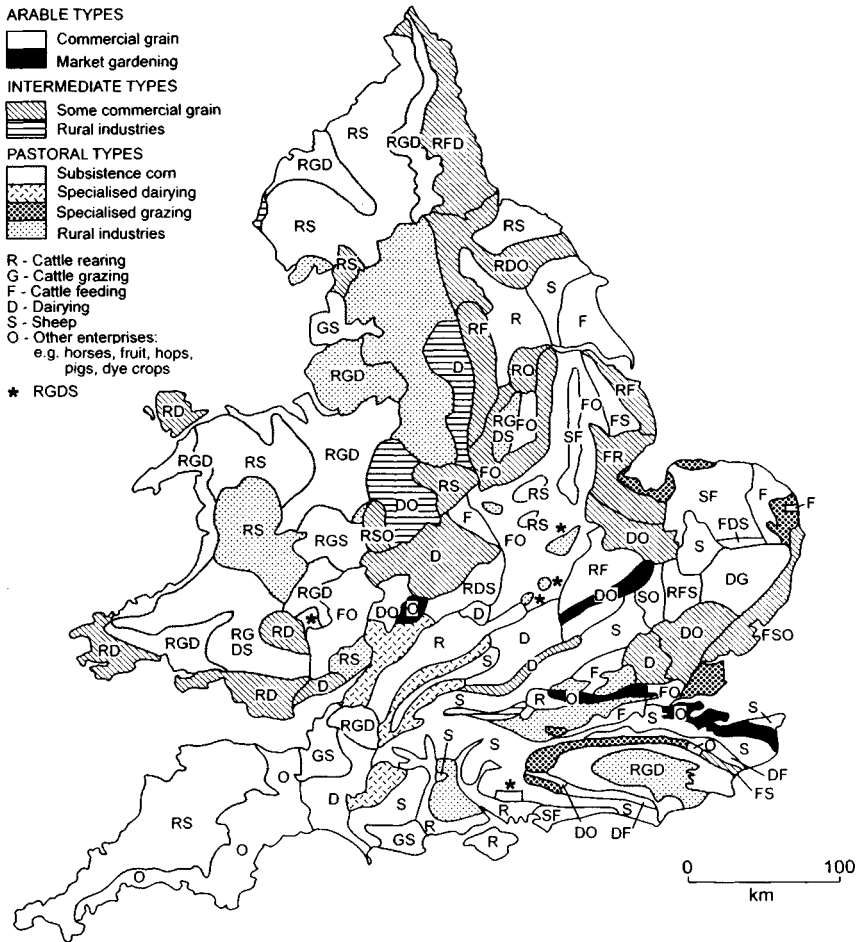 ARABLE TYPES
Commercial grain
Market gardening
INTERMEDIATE TYPES
Some commercial grain
Rural industries
PASTORAL TYPES
Subsistence corn
Specialised dairying
Specialised grazing
Rural industries
R - Cattle rearing
G - Cattle grazing
F - Cattle feeding
D - Dairying
S - Sheep
O - Other enterprises:
e.g. horses, fruit, hops,
pigs, dye crops
* RGDS
RS
RGD
RFD
RGD
RS
RS
RS
RDO
S
F
GS
RF
R
RGD
D
RO
RD
RG
DS
FO
SF
FO
RF
FS
RGD
RS
RGD
FO
FR
RS
RS
SF
F
F
DO
RS
*
FDS
RS
RGS
RSO
F
FO
DO
S
D
RF
RGD
RDS
*
*
DO
SO
RFS
DG
*
FO
DO
O
D
RD
RGD
RG
DS
RD
R
D
S
DO
FSO
RS
S
D
F
D
RD
D
S
R
O
FO
F
S
O
S
RGD
GS
S
S
O
S
RGD
DF
FS
D
S
*
RS
O
R
R
SF
S
GS
DO
DF
R
O
O
0
100
km